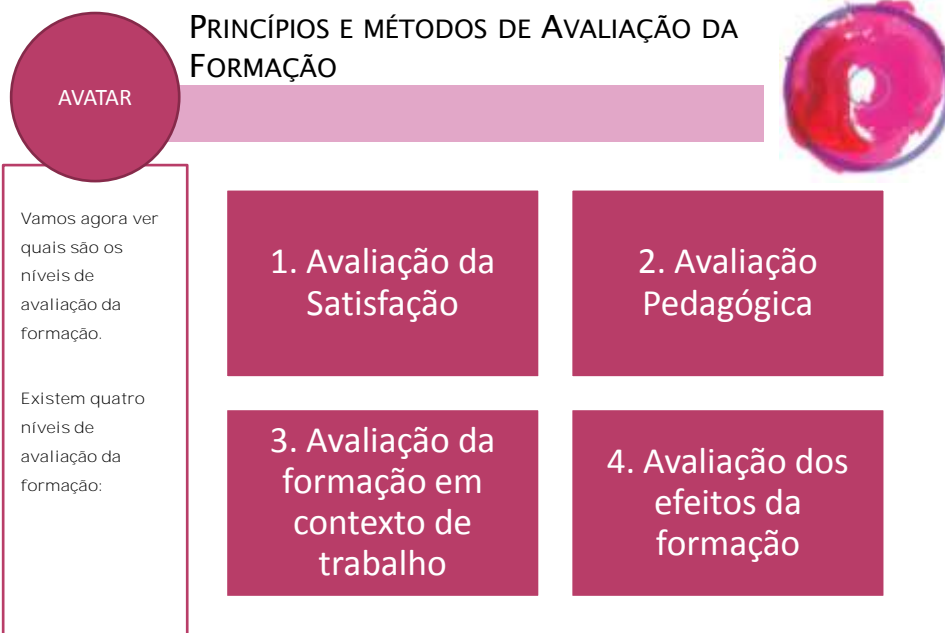 PRINCÍPIOS E MÉTODOS DE AVALIAÇÃO DA
FORMAÇÃO
AVATAR
Vamos agora ver
quais são os
níveis de
avaliação da
formação.
Existem quatro
níveis de
avaliação da
formação:
1. Avaliação da
Satisfação
2. Avaliação
Pedagógica
3. Avaliação da
formação em
contexto de
trabalho
4. Avaliação dos
efeitos da
formação